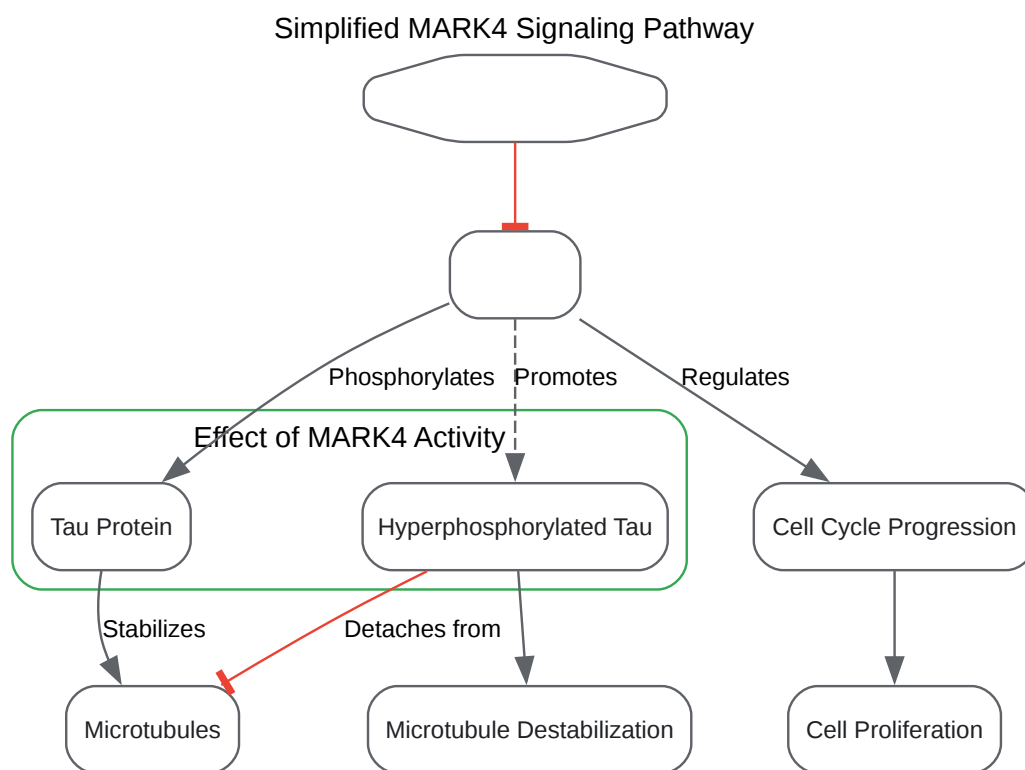 Simplified MARK4 Signaling Pathway
Phosphorylates
Promotes
Regulates
Effect of MARK4 Activity
Tau Protein
Hyperphosphorylated Tau
Cell Cycle Progression
Stabilizes
Detaches from
Microtubules
Microtubule Destabilization
Cell Proliferation